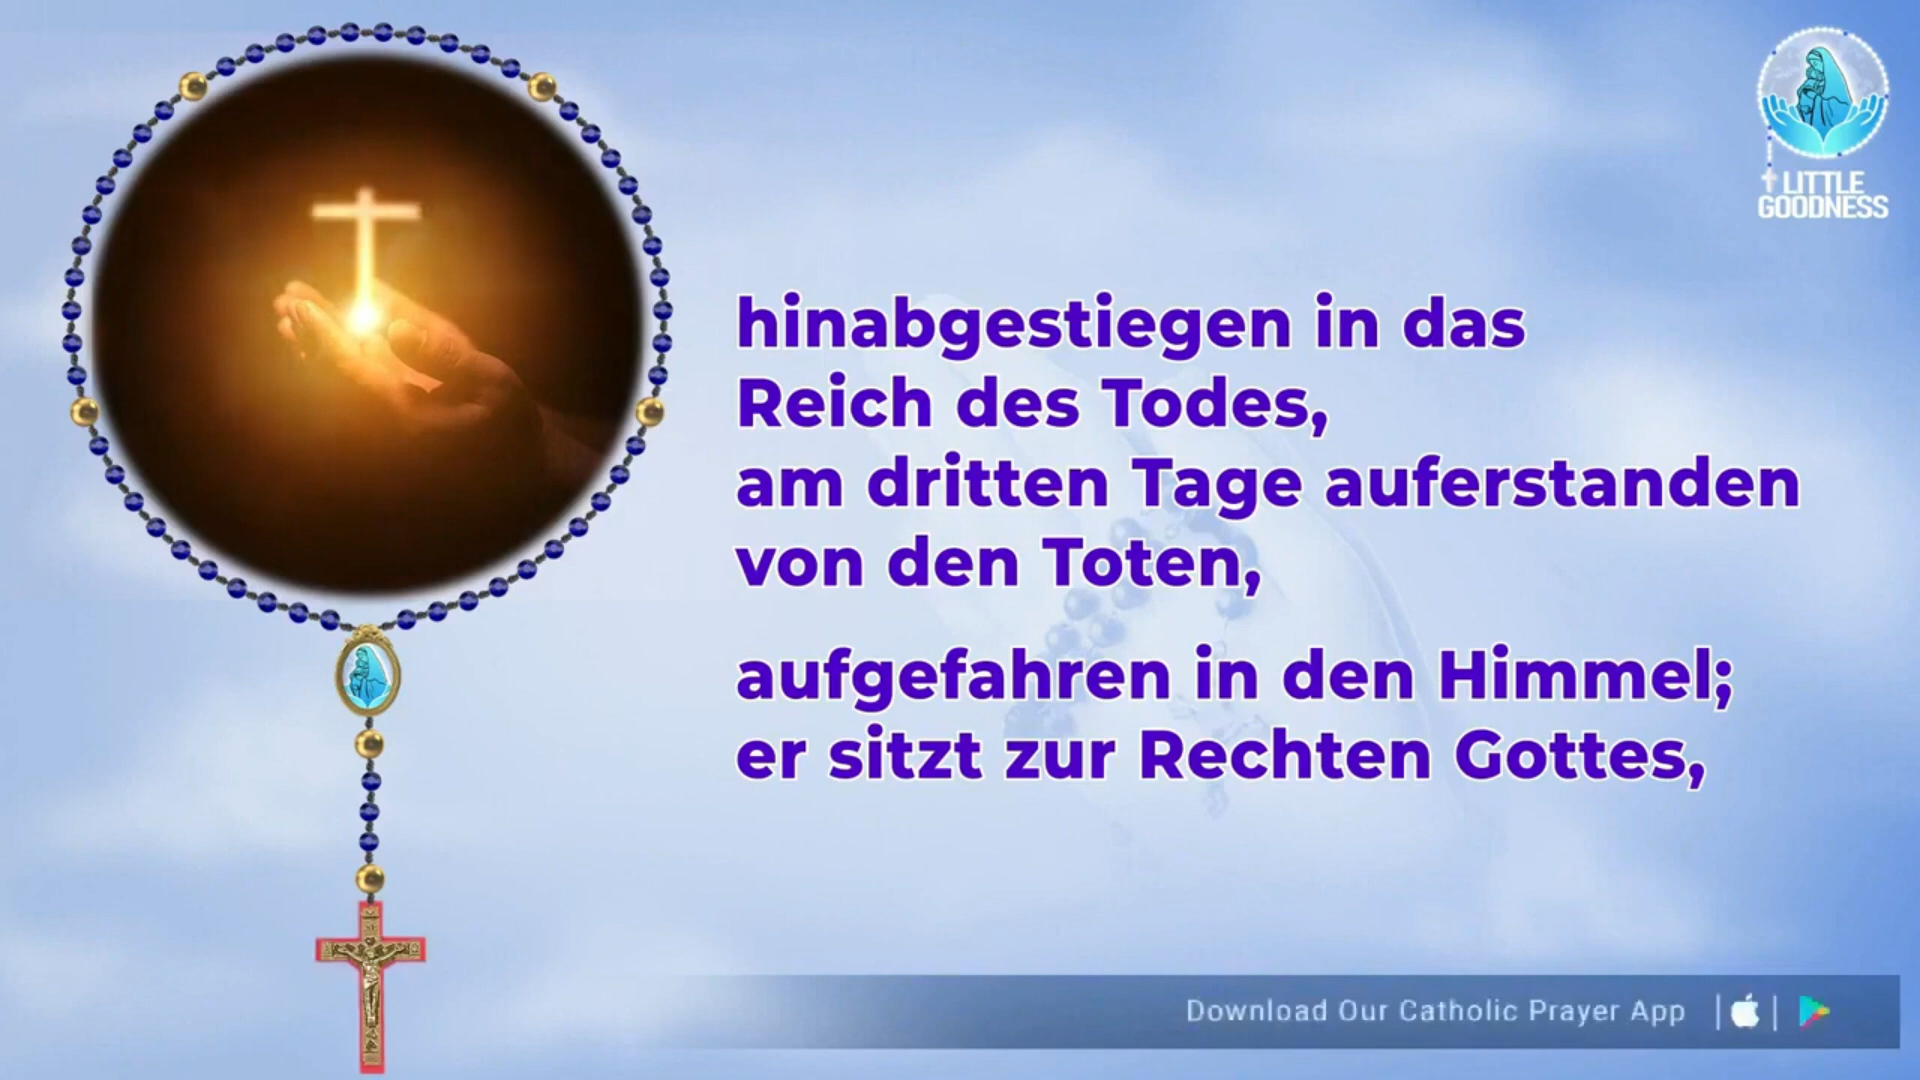 LITTLE
GOODNESS
hinabgestiegen in das
Reich des Todes,
am dritten Tage auferstanden
von den Toten,
aufgefahren in den Himmel;
er sitzt zur Rechten Gottes,
Download Our Catholic Prayer App